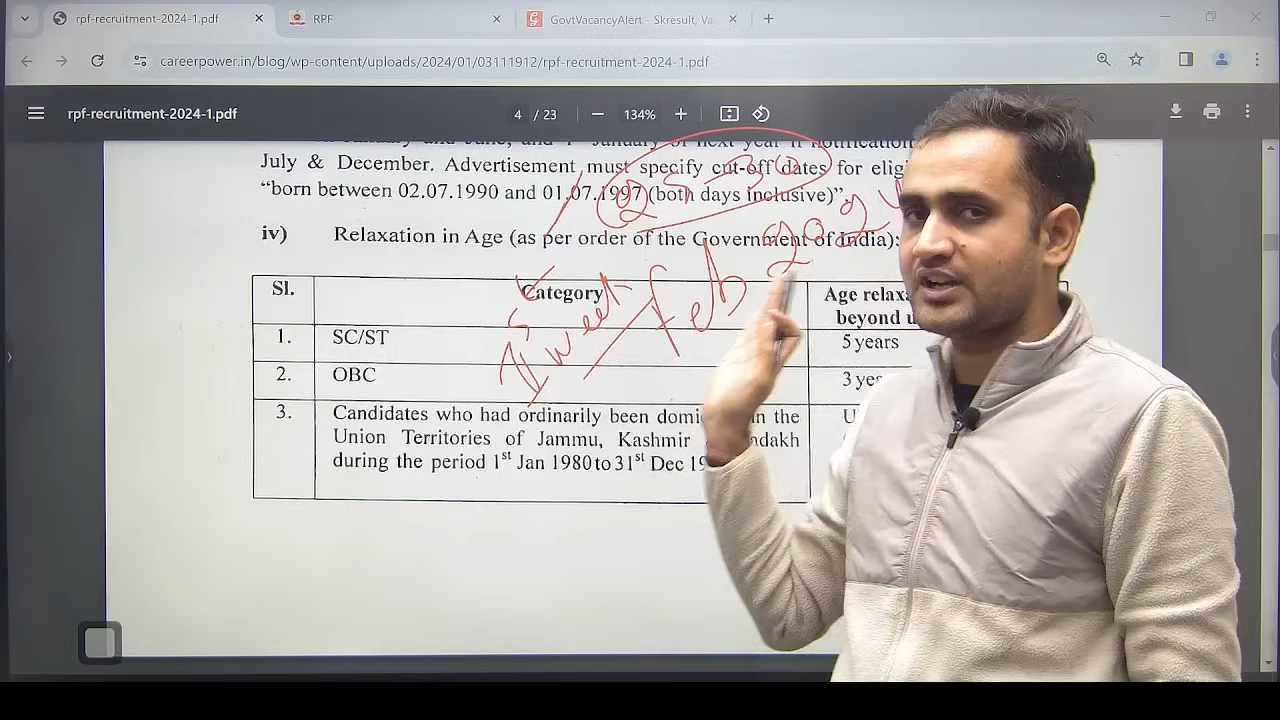 rpf-recruitment-2024-1.pdf
RPF
GovtVacancyAlert - Skresult, Va
careerpower.in/blog/wp-content/uploads/2024/01/03111912/rpf-recruitment-2024-1.pdf
rpf-recruitment-2024-1.pdf
4 / 23
134%
July & December. Advertisement must specify cut-off dates for elig
“born between 02.07.1990 and 01.07.1997 (both days inclusive)”.
iv) Relaxation in Age (as per order of the Government of India):
Sl. Category Age relaxa
beyond u
1. SC/ST 5 years
2. OBC 3 ye
3. Candidates who had ordinarily been domi in the
Union Territories of Jammu, Kashmir adakh
during the period 1st Jan 1980 to 31st Dec 19
week Feb